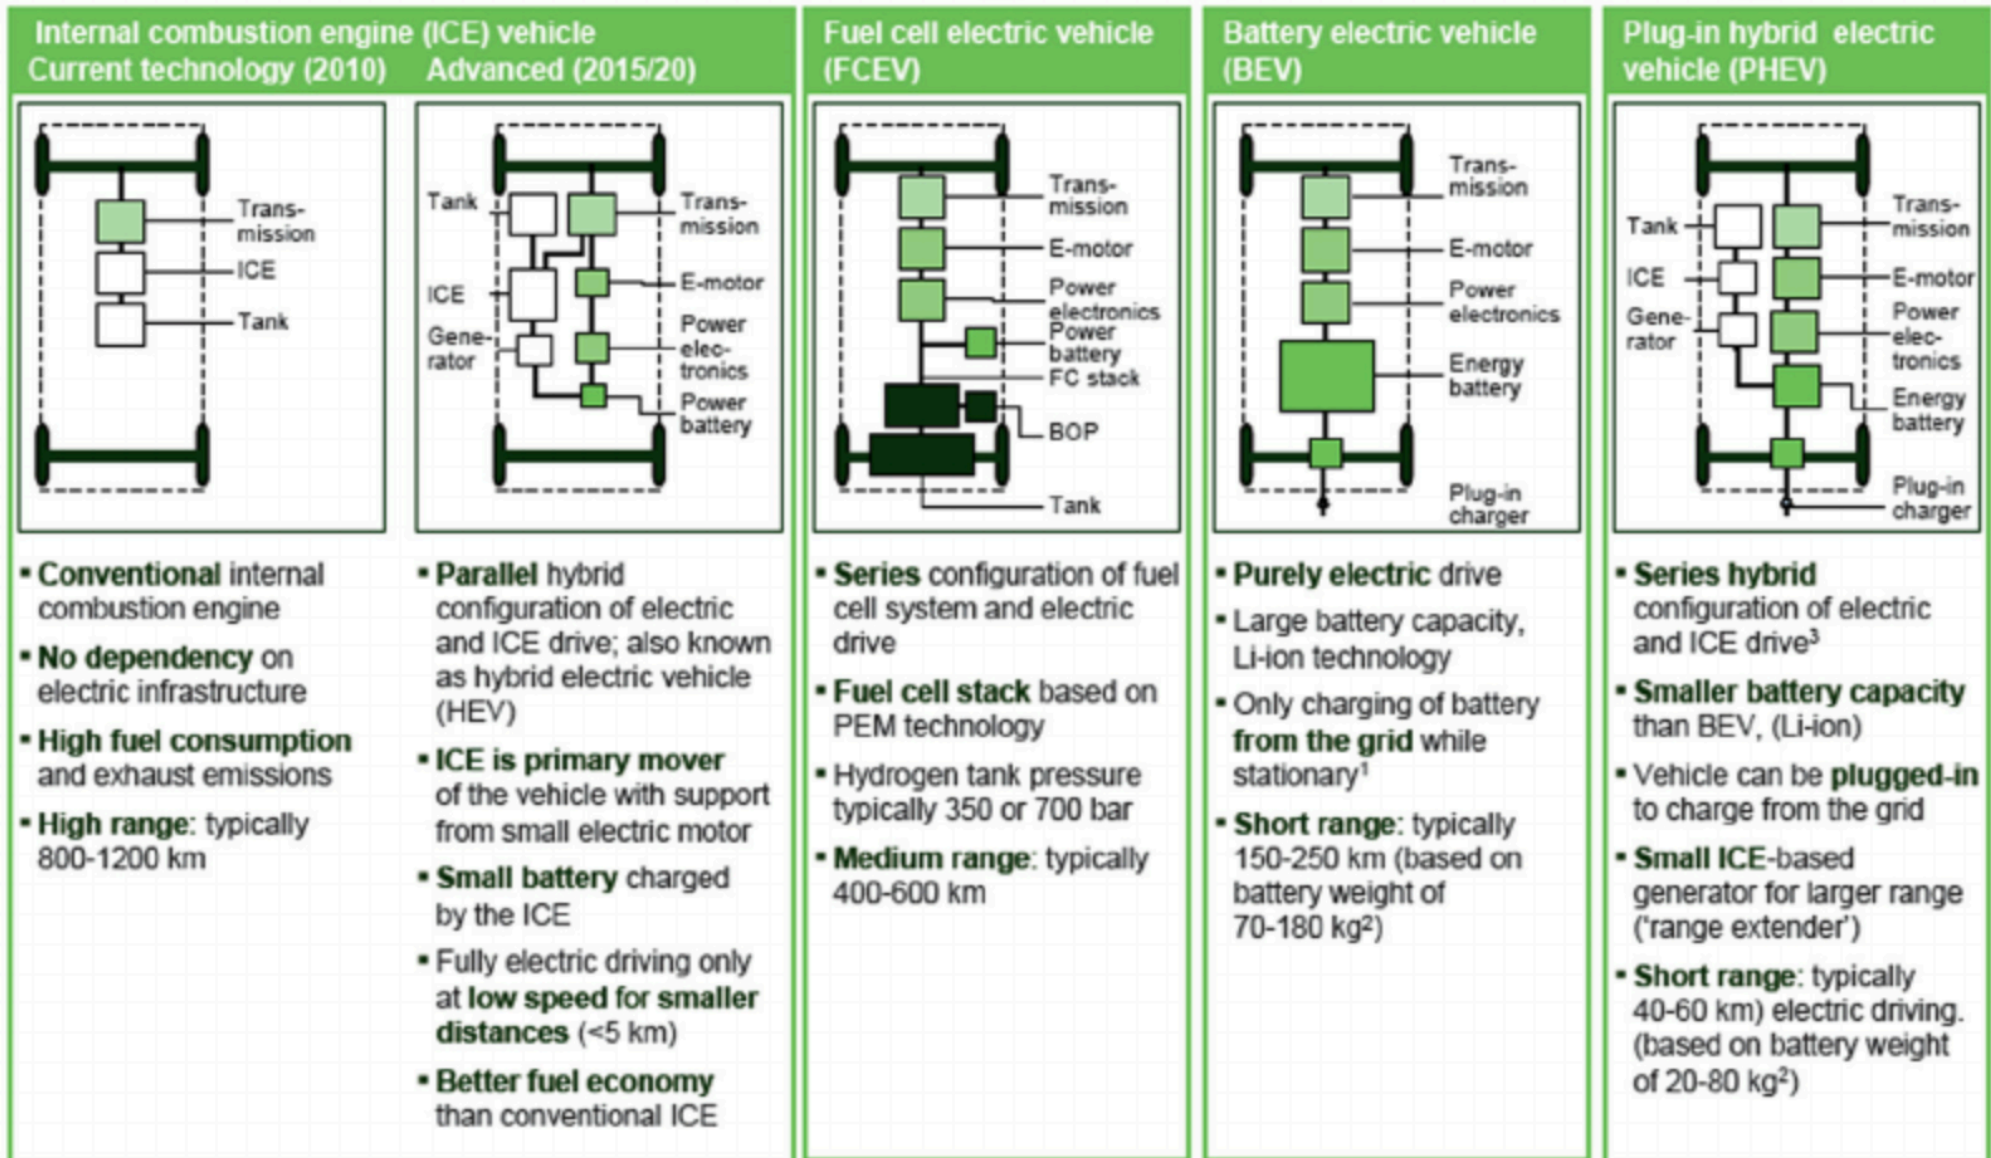 Internal combustion engine (ICE) vehicle
Current technology (2010)
Advanced (2015/20)
Tank
Trans-
mission
ICE
Tank
Trans-
mission
ICE
E-motor
Gene-
rator
Power
elec-
tronics
Power
battery
▪ Conventional internal
combustion engine
▪ No dependency on
electric infrastructure
▪ High fuel consumption
and exhaust emissions
▪ High range: typically
800-1200 km
▪ Parallel hybrid
configuration of electric
and ICE drive; also known
as hybrid electric vehicle
(HEV)
▪ ICE is primary mover
of the vehicle with support
from small electric motor
▪ Small battery charged
by the ICE
▪ Fully electric driving only
at low speed for smaller
distances (<5 km)
▪ Better fuel economy
than conventional ICE
Fuel cell electric vehicle
(FCEV)
Trans-
mission
E-motor
Power
electronics
Power
battery
FC stack
BOP
Tank
▪ Series configuration of fuel
cell system and electric
drive
▪ Fuel cell stack based on
PEM technology
▪ Hydrogen tank pressure
typically 350 or 700 bar
▪ Medium range: typically
400-600 km
Battery electric vehicle
(BEV)
Trans-
mission
E-motor
Power
electronics
Energy
battery
Plug-in
charger
▪ Purely electric drive
▪ Large battery capacity,
Li-ion technology
▪ Only charging of battery
from the grid while
stationary¹
▪ Short range: typically
150-250 km (based on
battery weight of
70-180 kg²)
Plug-in hybrid electric
vehicle (PHEV)
Tank
Trans-
mission
ICE
E-motor
Gene-
rator
Power
elec-
tronics
Energy
battery
Plug-in
charger
▪ Series hybrid
configuration of electric
and ICE drive³
▪ Smaller battery capacity
than BEV, (Li-ion)
▪ Vehicle can be plugged-in
to charge from the grid
▪ Small ICE-based
generator for larger range
('range extender')
▪ Short range: typically
40-60 km) electric driving.
(based on battery weight
of 20-80 kg²)